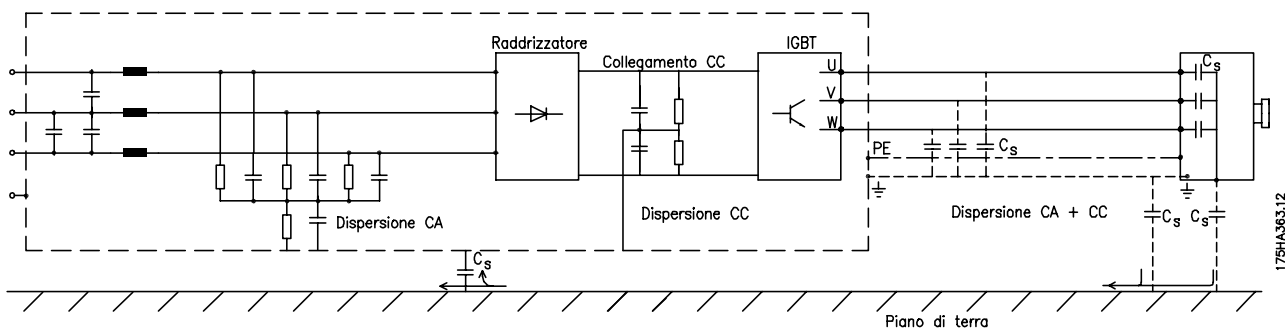 Raddrizzatore
IGBT
Collegamento CC
U
V
W
PE
Cs
Cs
Dispersione CA
Dispersione CC
Dispersione CA + CC
Cs
Cs
Cs
Piano di terra
175HA363.12